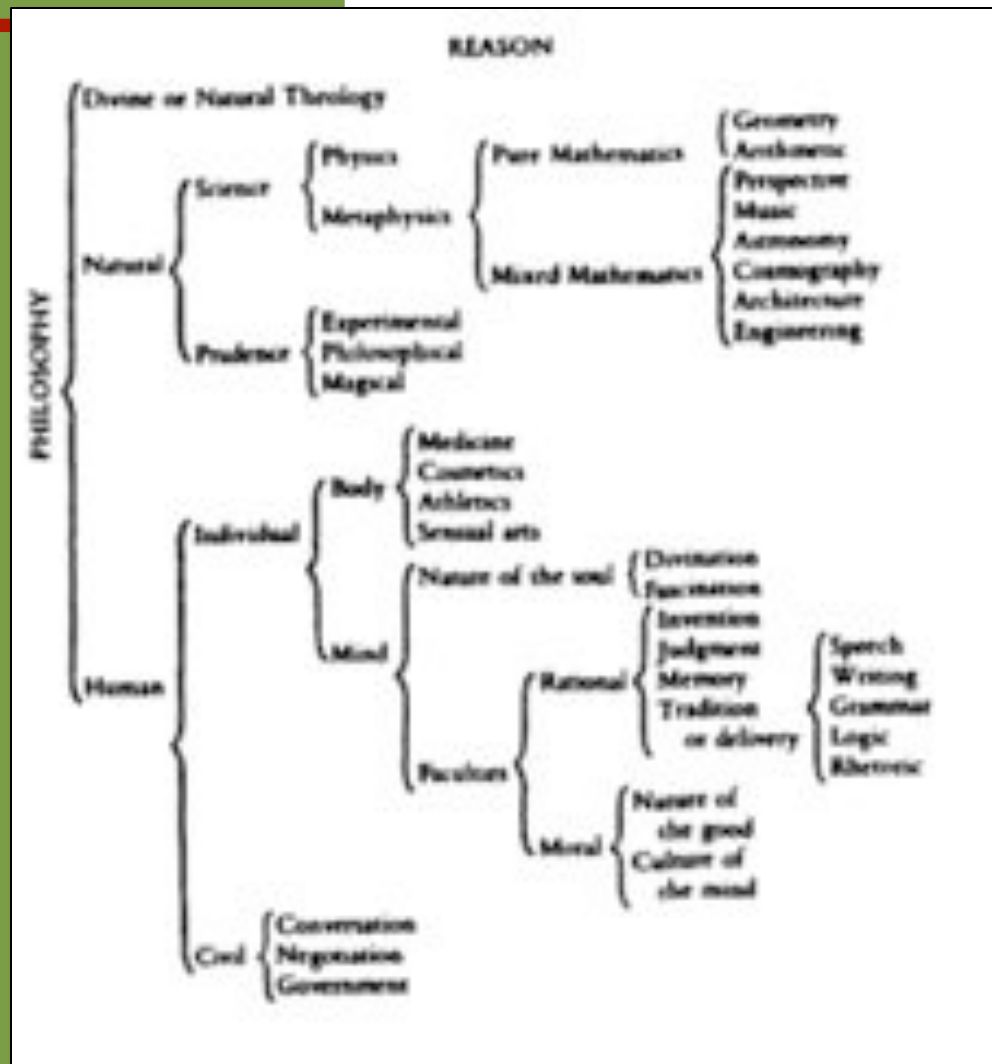 REASON
PHILOSOPHY
Divine or Natural Theology
Natural
Science
Physics
Metaphysics
Pure Mathematics
Geometry
Arithmetic
Mixed Mathematics
Perspective
Music
Astronomy
Cosmography
Architecture
Engineering
Prudence
Experimental
Philosophical
Magical
Human
Individual
Body
Medicine
Cosmetics
Athletics
Sensual arts
Mind
Nature of the soul
Divination
Fascination
Faculties
Rational
Invention
Judgment
Memory
Tradition
or delivery
Speech
Writing
Grammar
Logic
Rhetoric
Moral
Nature of
the good
Culture of
the mind
Civil
Conversation
Negotiation
Government